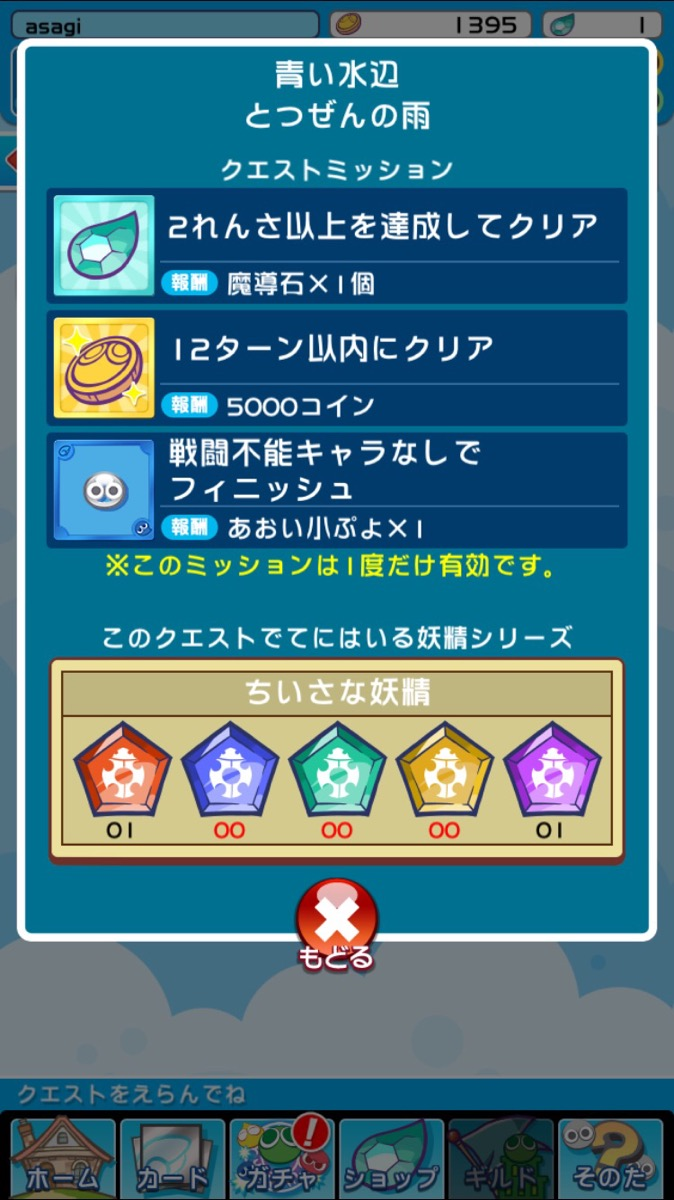 asagi
1395
1
青い水辺
とつぜんの雨
クエストミッション
2れんさ以上を達成してクリア
報酬 魔導石×1個
12ターン以内にクリア
報酬 5000コイン
戦闘不能キャラなしで
フィニッシュ
報酬 あおい小ぷよ×1
※このミッションは1度だけ有効です。
このクエストでてにはいる妖精シリーズ
ちいさな妖精
01 00 00 00 01
もどる
クエストをえらんでね
ホーム カード ガチャ ショップ ギルド そのた